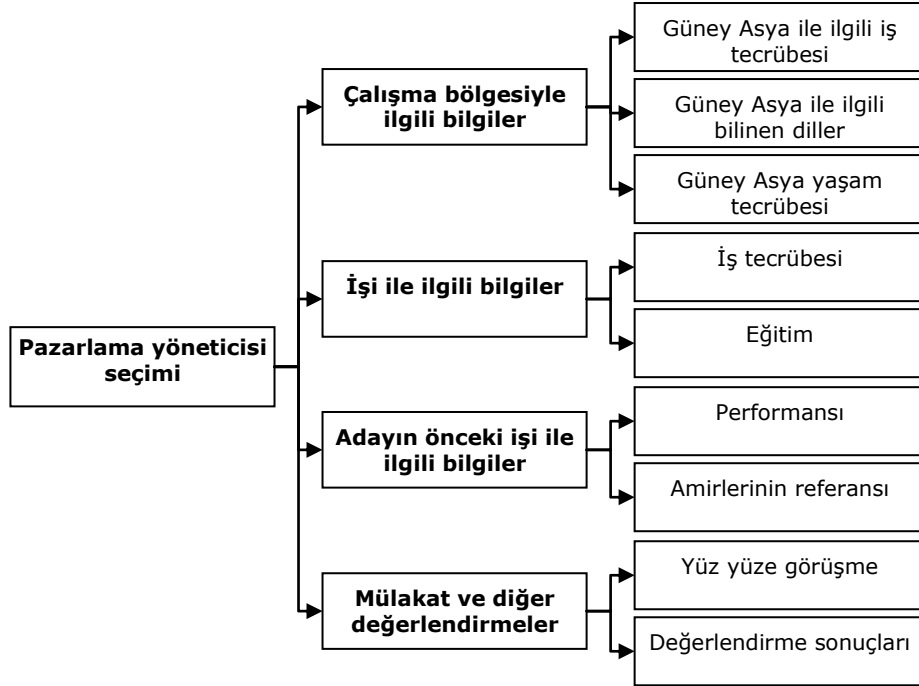 Güney Asya ile ilgili iş
tecrübesi
Çalışma bölgesiyle
ilgili bilgiler
Güney Asya ile ilgili
bilinen diller
Güney Asya yaşam
tecrübesi
İşi ile ilgili bilgiler
İş tecrübesi
Eğitim
Pazarlama yöneticisi
seçimi
Adayın önceki işi ile
ilgili bilgiler
Performansı
Amirlerinin referansı
Mülakat ve diğer
değerlendirmeler
Yüz yüze görüşme
Değerlendirme sonuçları